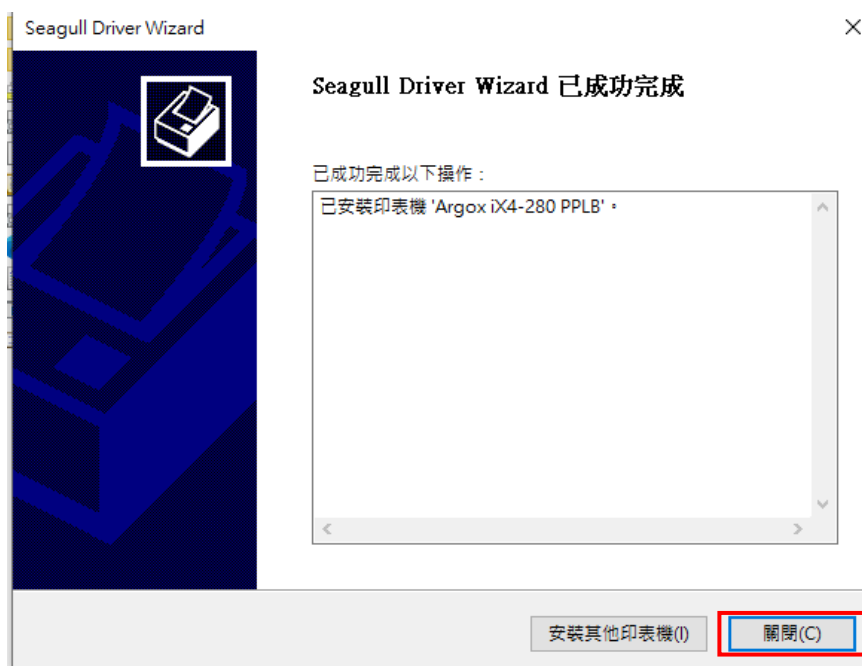 Seagull Driver Wizard
Seagull Driver Wizard 已成功完成
已成功完成以下操作：
已安裝印表機 'Argox iX4-280 PPLB'。
安裝其他印表機(I)
關閉(C)